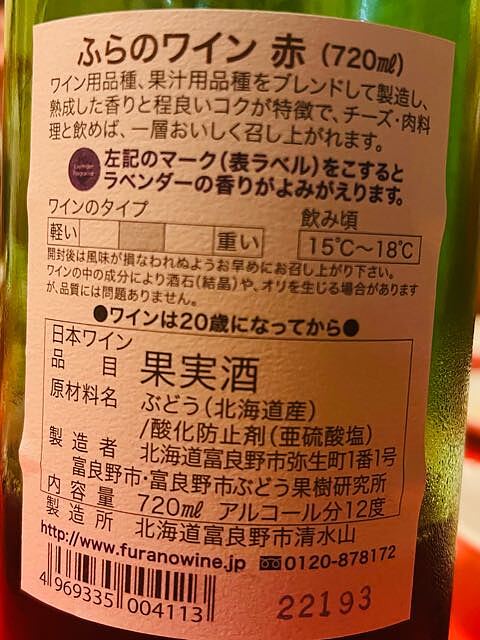 ふらのワイン 赤 (720㎖)
ワイン用品種、果汁用品種をブレンドして製造し、
熟成した香りと程良いコクが特徴で、チーズ・肉料
理と飲めば、一層おいしく召し上がれます。
左記のマーク(表ラベル)をこすると
ラベンダーの香りがよみがえります。
ワインのタイプ 飲み頃
軽い 重い 15℃〜18℃
開封後は風味が損なわれぬようお早めにお召し上がり下さい。
ワインの中の成分により酒石(結晶)や、オリを生じる場合があります
が、品質には問題ありません。
●ワインは20歳になってから●
日本ワイン
品目 果実酒
原材料名 ぶどう(北海道産)
/酸化防止剤(亜硫酸塩)
製造者 北海道富良野市弥生町1番1号
富良野市・富良野市ぶどう果樹研究所
内容量 720㎖ アルコール分12度
製造所 北海道富良野市清水山
http://www.furanowine.jp 0120-878172
4 969335 004113
22193